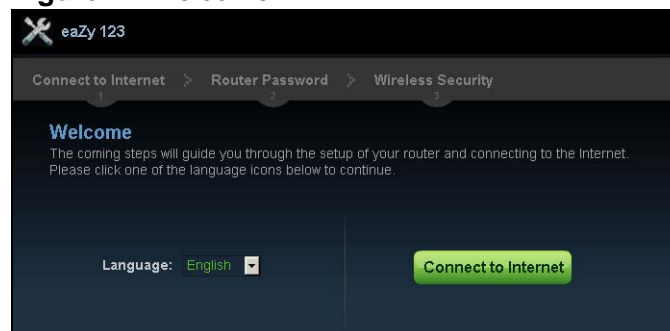 eaZy 123
Connect to Internet > Router Password > Wireless Security
1 2 3
Welcome
The coming steps will guide you through the setup of your router and connecting to the Internet.
Please click one of the language icons below to continue.
Language: English
Connect to Internet